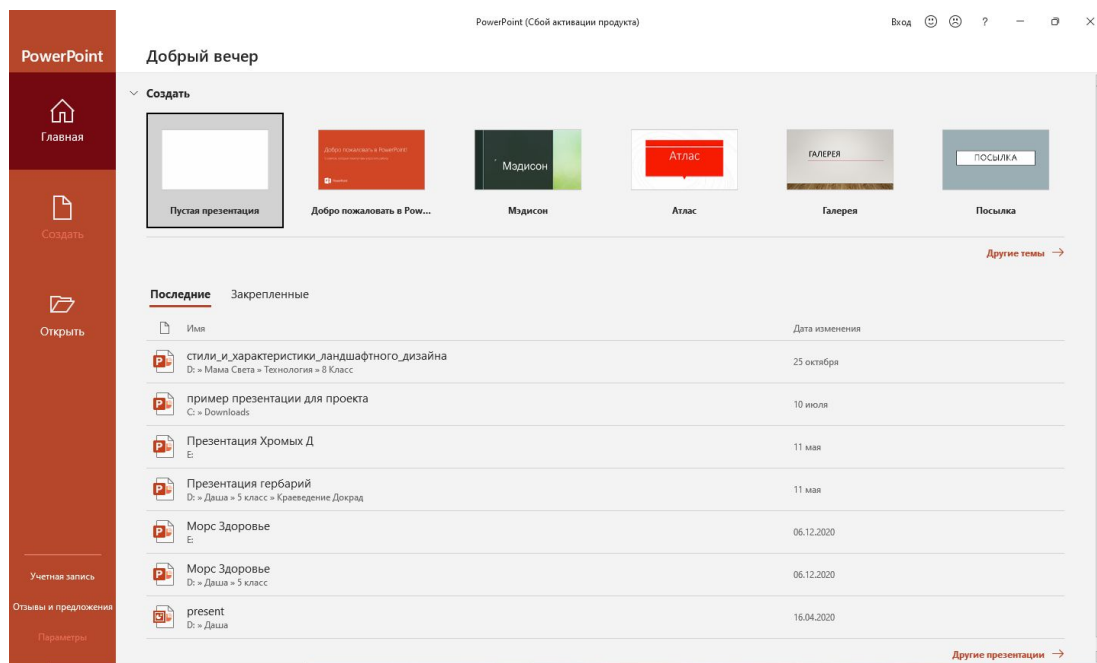 PowerPoint (Сбой активации продукта)
Вход
?
PowerPoint
Добрый вечер
Создать
Главная
Добро пожаловать в PowerPoint
Мэдисон
Атлас
ГАЛЕРЕЯ
ПОСЫЛКА
Пустая презентация
Добро пожаловать в Pow...
Мэдисон
Атлас
Галерея
Посылка
Создать
Другие темы
Последние Закрепленные
Открыть
Имя Дата изменения
стили_и_характеристики_ландшафтного_дизайна
D: » Мама Света » Технология » 8 Класс
25 октября
пример презентации для проекта
C: » Downloads
10 июля
Презентация Хромых Д
E:
11 мая
Презентация гербарий
D: » Даша » 5 класс » Краеведение Докрад
11 мая
Морс Здоровье
E:
06.12.2020
Морс Здоровье
D: » Даша » 5 класс
06.12.2020
present
D: » Даша
16.04.2020
Учетная запись
Отзывы и предложения
Параметры
Другие презентации